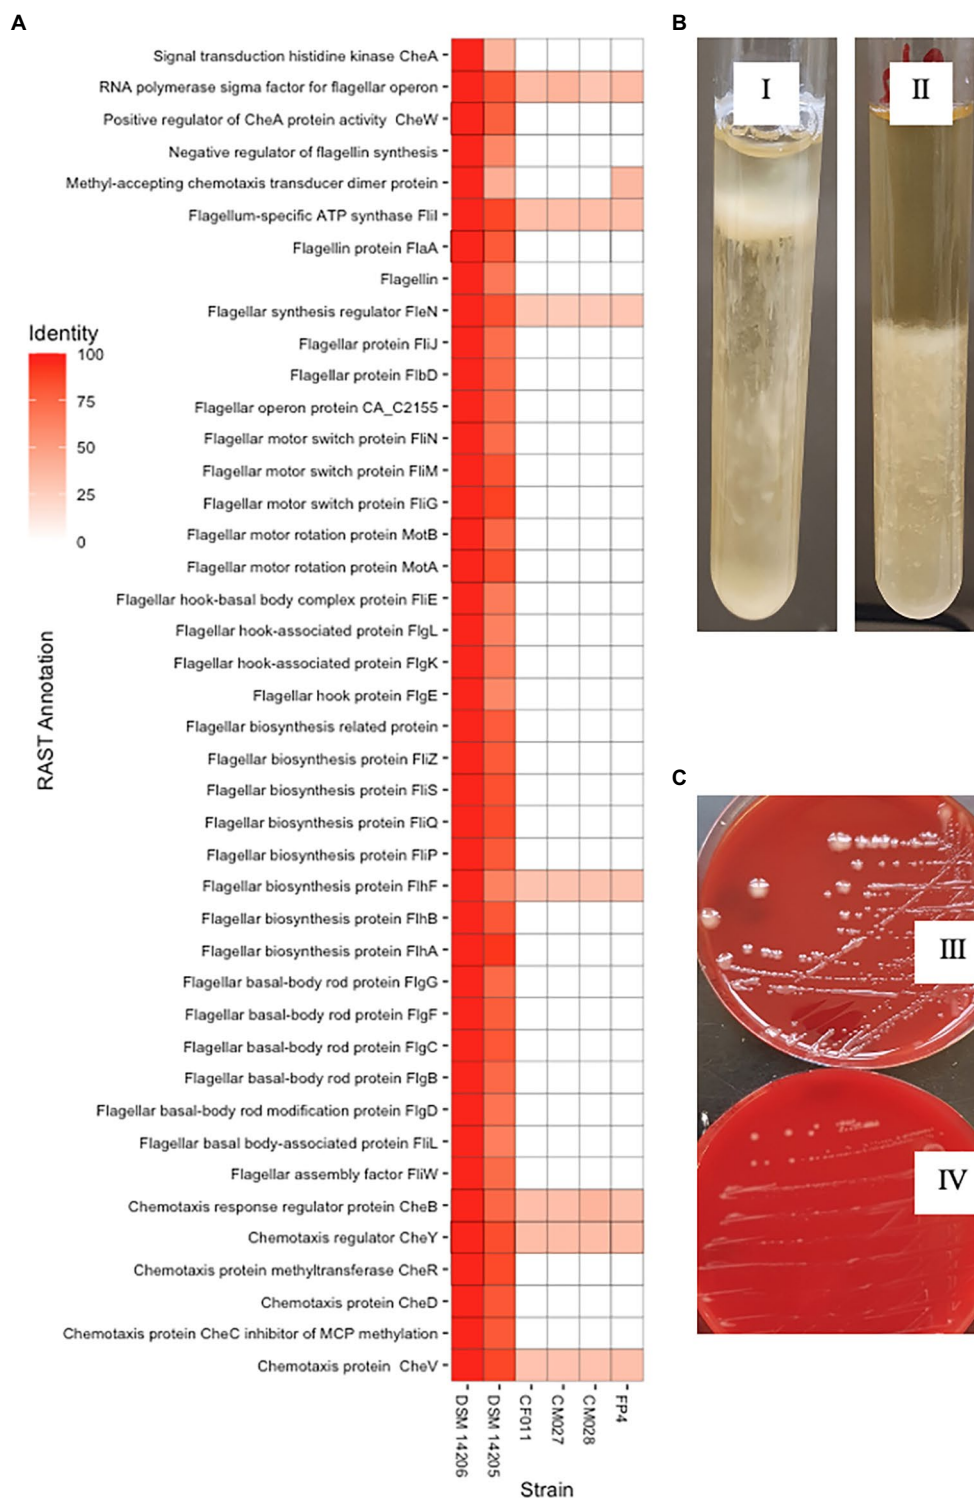 A
B
Signal transduction histidine kinase CheA
RNA polymerase sigma factor for flagellar operon
Positive regulator of CheA protein activity CheW
Negative regulator of flagellin synthesis
Methyl-accepting chemotaxis transducer dimer protein
Flagellum-specific ATP synthase FliI
Flagellin protein FlaA
Flagellin
Flagellar synthesis regulator FleN
Flagellar protein FliJ
Flagellar protein FlbD
Flagellar operon protein CA_C2155
Flagellar motor switch protein FliN
Flagellar motor switch protein FliM
Flagellar motor switch protein FliG
Flagellar motor rotation protein MotB
Flagellar motor rotation protein MotA
Flagellar hook-basal body complex protein FliE
Flagellar hook-associated protein FlgL
Flagellar hook-associated protein FlgK
Flagellar hook protein FlgE
Flagellar biosynthesis related protein
Flagellar biosynthesis protein FliZ
Flagellar biosynthesis protein FliS
Flagellar biosynthesis protein FliQ
Flagellar biosynthesis protein FliP
Flagellar biosynthesis protein FlhF
Flagellar biosynthesis protein FlhB
Flagellar biosynthesis protein FlhA
Flagellar basal-body rod protein FlgG
Flagellar basal-body rod protein FlgF
Flagellar basal-body rod protein FlgC
Flagellar basal-body rod protein FlgB
Flagellar basal-body rod modification protein FlgD
Flagellar basal body-associated protein FliL
Flagellar assembly factor FliW
Chemotaxis response regulator protein CheB
Chemotaxis regulator CheY
Chemotaxis protein methyltransferase CheR
Chemotaxis protein CheD
Chemotaxis protein CheC inhibitor of MCP methylation
Chemotaxis protein CheV
Identity
100
75
50
25
0
RAST Annotation
DSM 14206
DSM 14205
CF011
CM027
CM028
FP4
Strain
I
II
C
III
IV